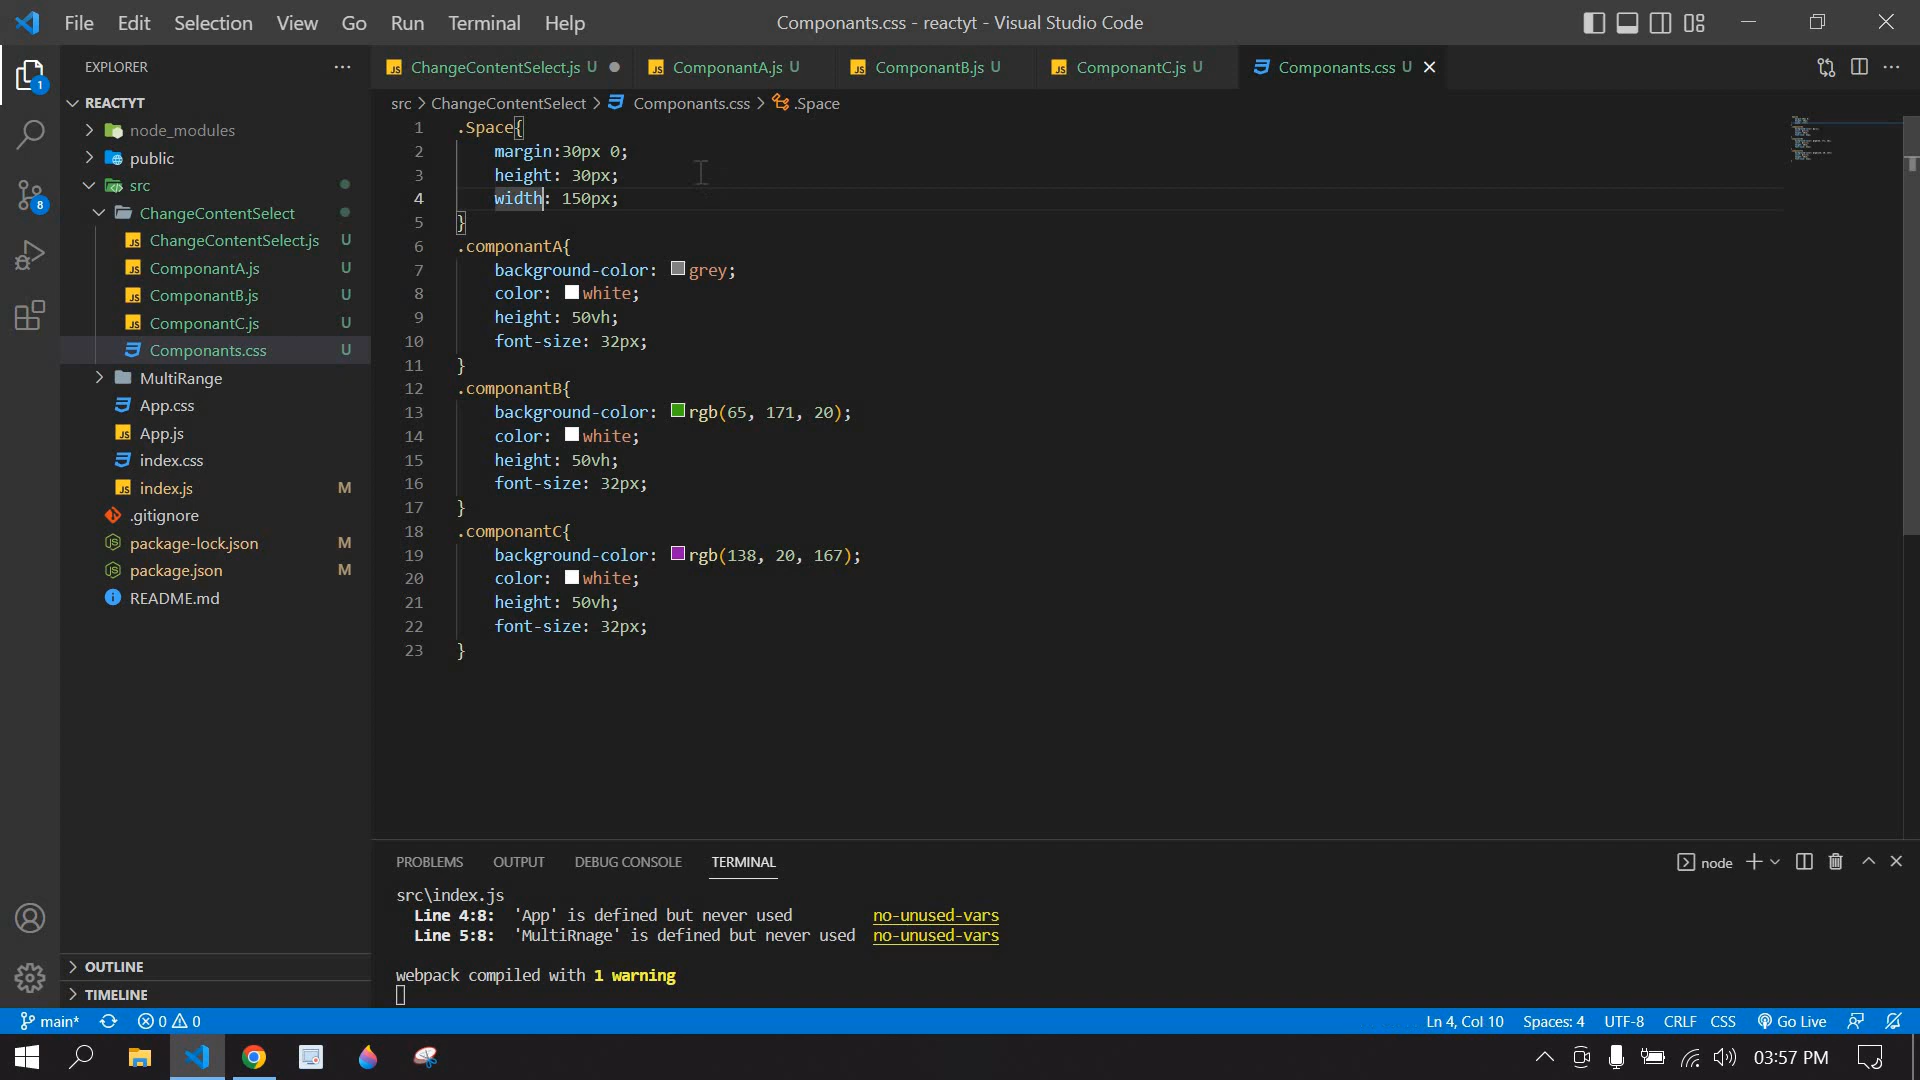 File Edit Selection View Go Run Terminal Help
Componants.css - reactyt - Visual Studio Code
EXPLORER
REACTYT
node_modules
public
src
ChangeContentSelect
ChangeContentSelect.js U
ComponantA.js U
ComponantB.js U
ComponantC.js U
Componants.css U
MultiRange
App.css
App.js
index.css
index.js M
.gitignore
package-lock.json M
package.json M
README.md
OUTLINE
TIMELINE
1
8
ChangeContentSelect.js U
ComponantA.js U
ComponantB.js U
ComponantC.js U
Componants.css U
src > ChangeContentSelect > Componants.css > .Space
1 .Space{
2 margin:30px 0;
3 height: 30px;
4 width: 150px;
5 }
6 .componantA{
7 background-color: grey;
8 color: white;
9 height: 50vh;
10 font-size: 32px;
11 }
12 .componantB{
13 background-color: rgb(65, 171, 20);
14 color: white;
15 height: 50vh;
16 font-size: 32px;
17 }
18 .componantC{
19 background-color: rgb(138, 20, 167);
20 color: white;
21 height: 50vh;
22 font-size: 32px;
23 }
PROBLEMS OUTPUT DEBUG CONSOLE TERMINAL
node
src\index.js
Line 4:8: 'App' is defined but never used no-unused-vars
Line 5:8: 'MultiRnage' is defined but never used no-unused-vars
webpack compiled with 1 warning
main* 0 0
Ln 4, Col 10 Spaces: 4 UTF-8 CRLF CSS Go Live
03:57 PM